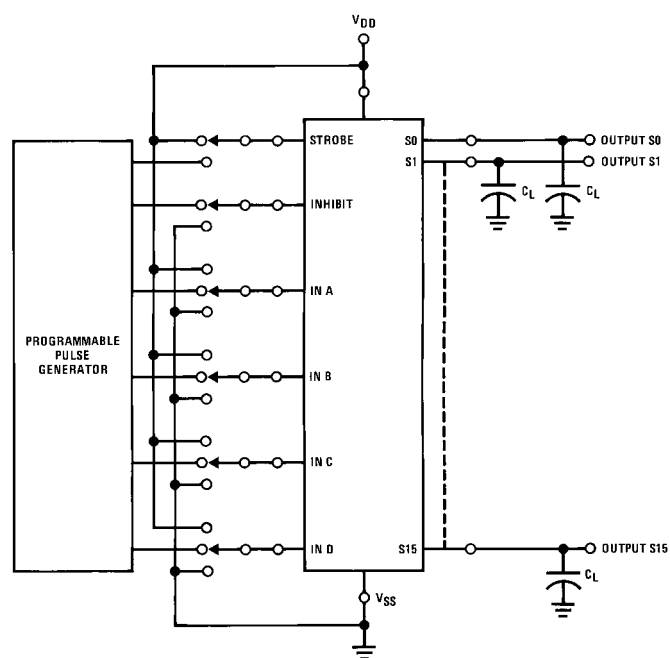 VDD
STROBE
S0
OUTPUT S0
S1
OUTPUT S1
CL
CL
INHIBIT
IN A
PROGRAMMABLE
PULSE
GENERATOR
IN B
IN C
IN D
S15
OUTPUT S15
CL
VSS